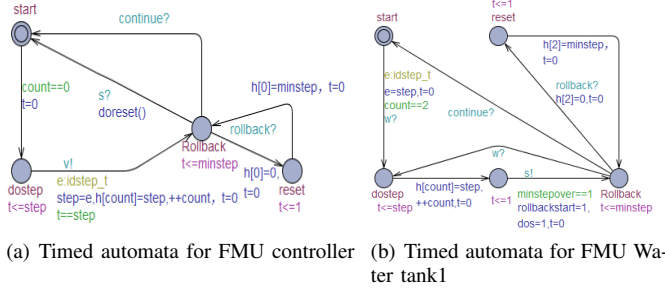 start
continue?
count==0
t=0
s?
doreset()
h[0]=minstep，t=0
Rollback
t<=minstep
rollback?
v!
e:idstep_t
step=e,h[count]=step,++count，t=0
t==step
dostep
t<=step
h[0]=0,
t=0
reset
t<=1
(a) Timed automata for FMU controller
start
t<=1
reset
e:idstep_t
e=step,t=0
count==2
w?
h[2]=minstep，
t=0
rollback?
h[2]=0,t=0
continue?
w?
dostep
t<=step
h[count]=step,
++count,t=0
t<=1
s!
minstepover==1
rollbackstart=1,
dos=1,t=0
Rollback
t<=minstep
(b) Timed automata for FMU Wa-
ter tank1